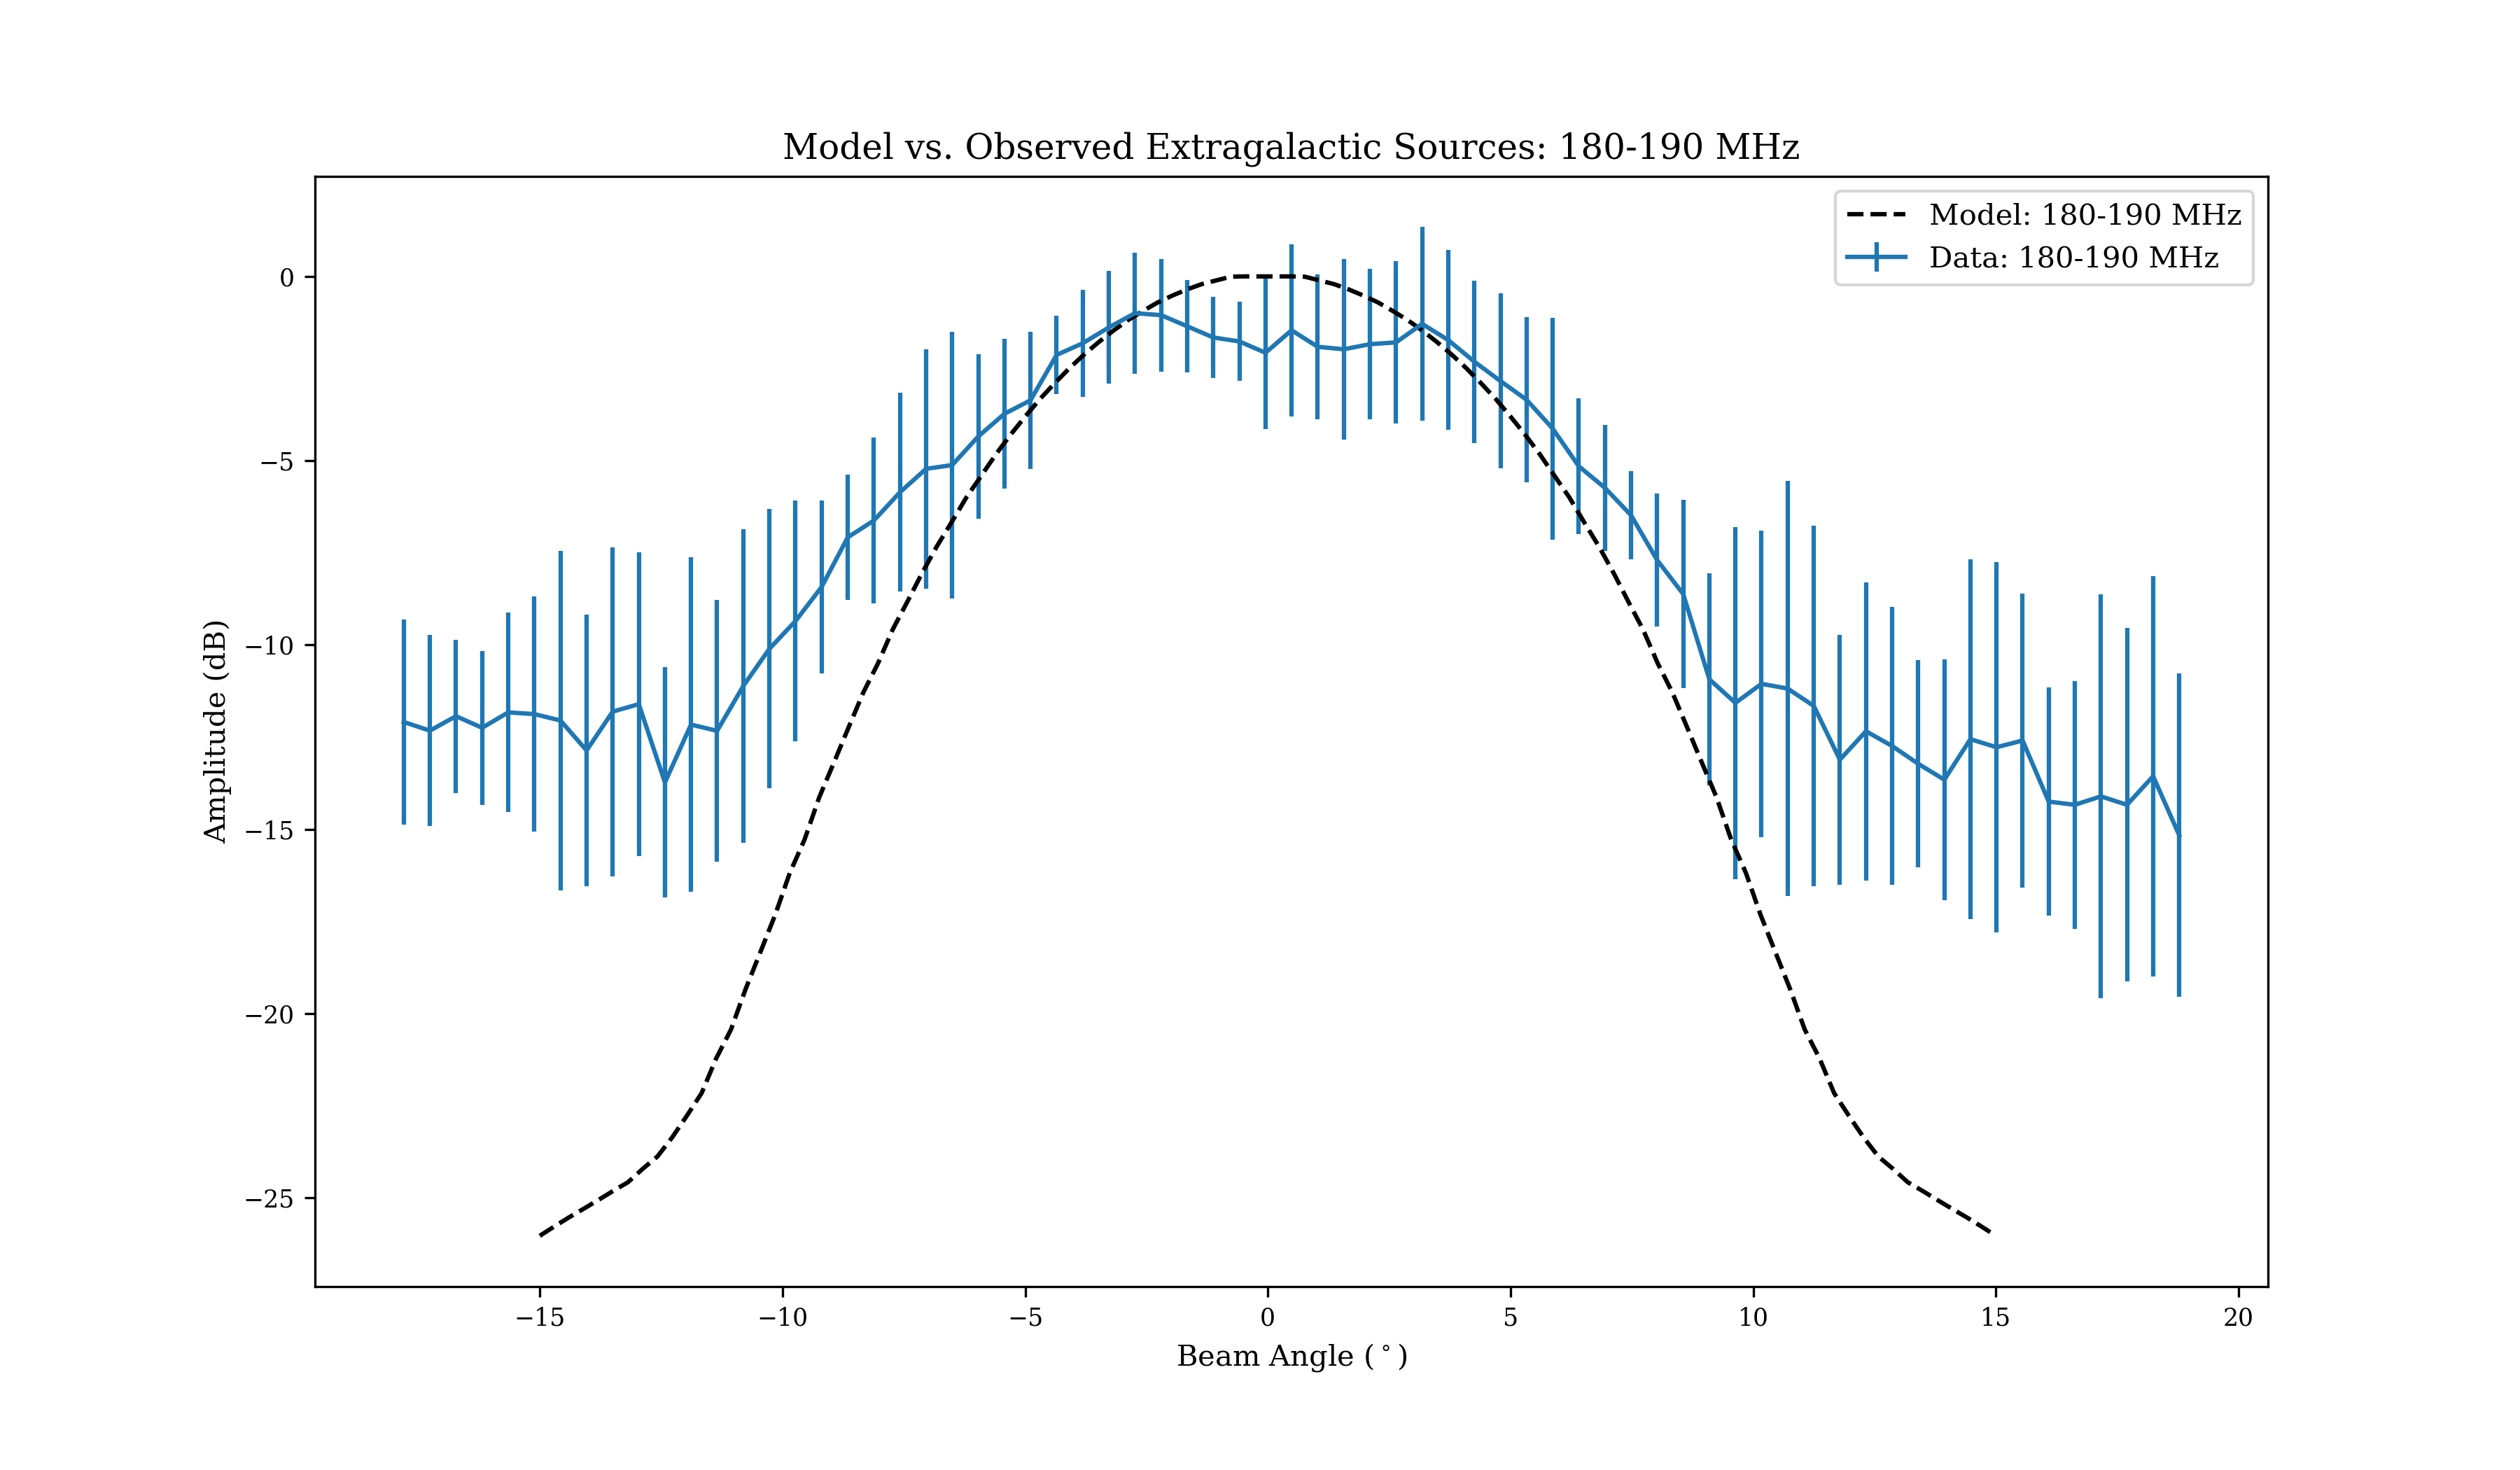 Model vs. Observed Extragalactic Sources: 180-190 MHz
Model: 180-190 MHz
Data: 180-190 MHz
0
−5
−10
−15
−20
−25
Amplitude (dB)
−15 −10 −5 0 5 10 15 20
Beam Angle (°)